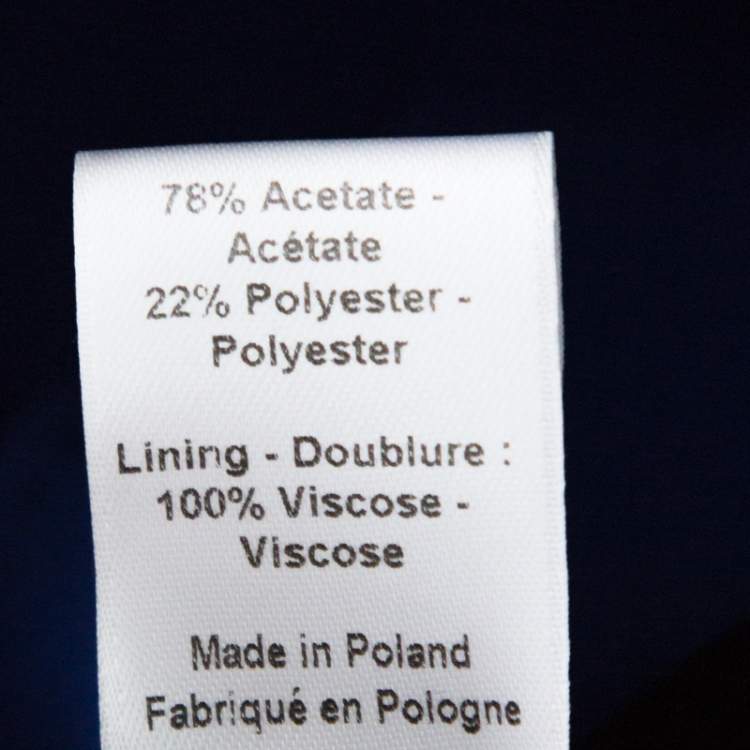 78% Acetate -
Acétate
22% Polyester -
Polyester
Lining - Doublure :
100% Viscose -
Viscose
Made in Poland
Fabriqué en Pologne